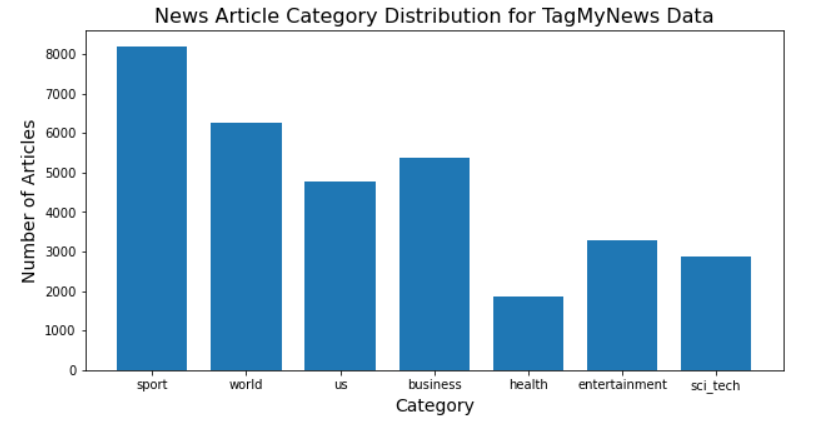 News Article Category Distribution for TagMyNews Data
8000
7000
6000
5000
4000
3000
2000
1000
0
Number of Articles
sport world us business health entertainment sci_tech
Category